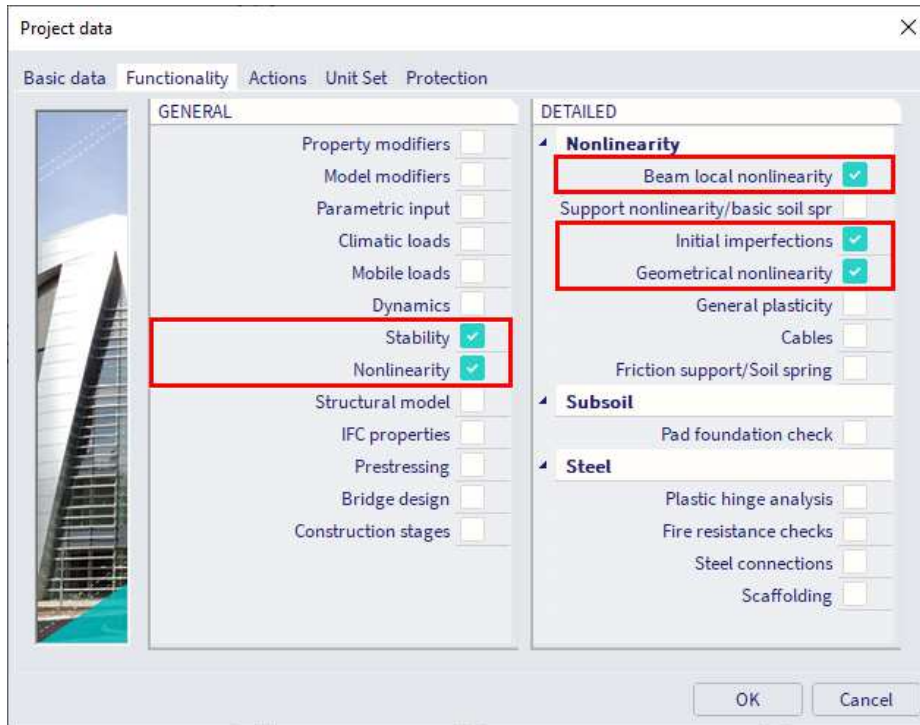 Project data
Basic data Functionality Actions Unit Set Protection
GENERAL
Property modifiers
Model modifiers
Parametric input
Climatic loads
Mobile loads
Dynamics
Stability
Nonlinearity
Structural model
IFC properties
Prestressing
Bridge design
Construction stages
DETAILED
Nonlinearity
Beam local nonlinearity
Support nonlinearity/basic soil spr
Initial imperfections
Geometrical nonlinearity
General plasticity
Cables
Friction support/Soil spring
Subsoil
Pad foundation check
Steel
Plastic hinge analysis
Fire resistance checks
Steel connections
Scaffolding
OK Cancel